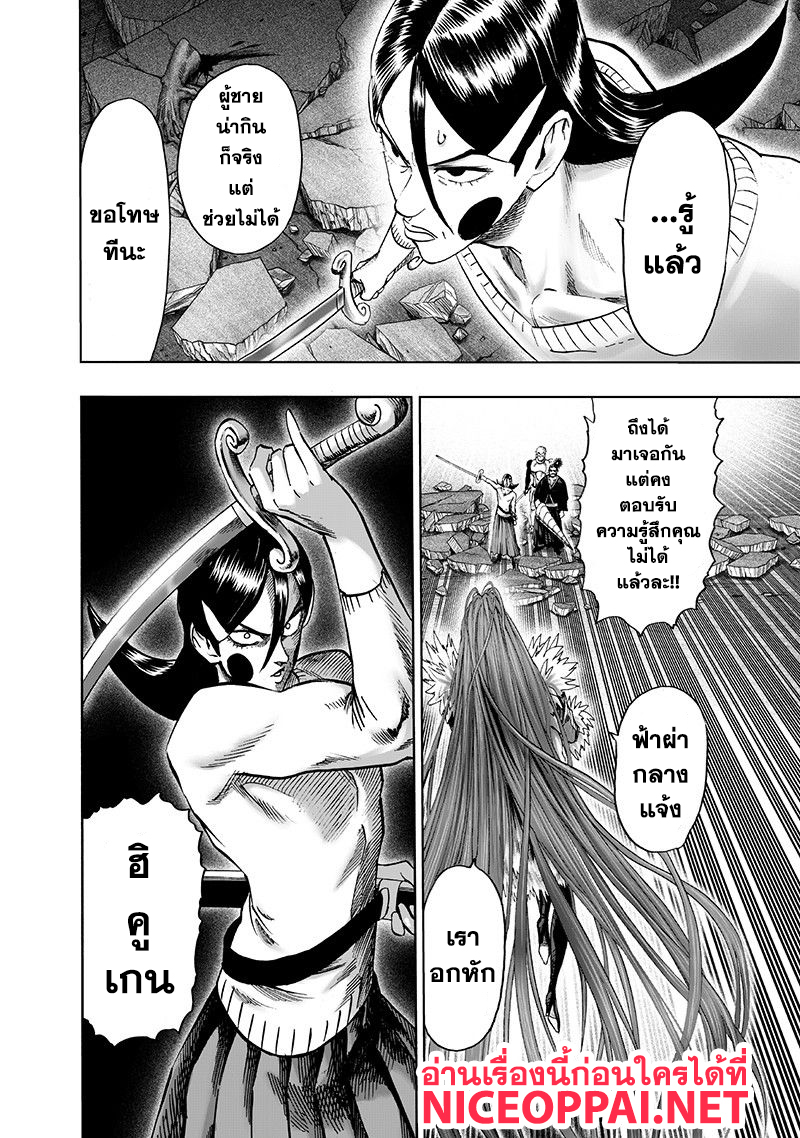 ...รู้
แล้ว
ผู้ชาย
น่ากิน
ก็จริง
แต่
ช่วยไม่ได้
ขอโทษ
ทีนะ
ถึงได้
มาเจอกัน
แต่คง
ตอบรับ
ความรู้สึกคุณ
ไม่ได้
แล้วละ!!
ฟ้าผ่า
กลาง
แจ้ง
เรา
อกหัก
ฮิ
คู
เกน
อ่านเรื่องนี้ก่อนใครได้ที่
NICEOPPAI.NET